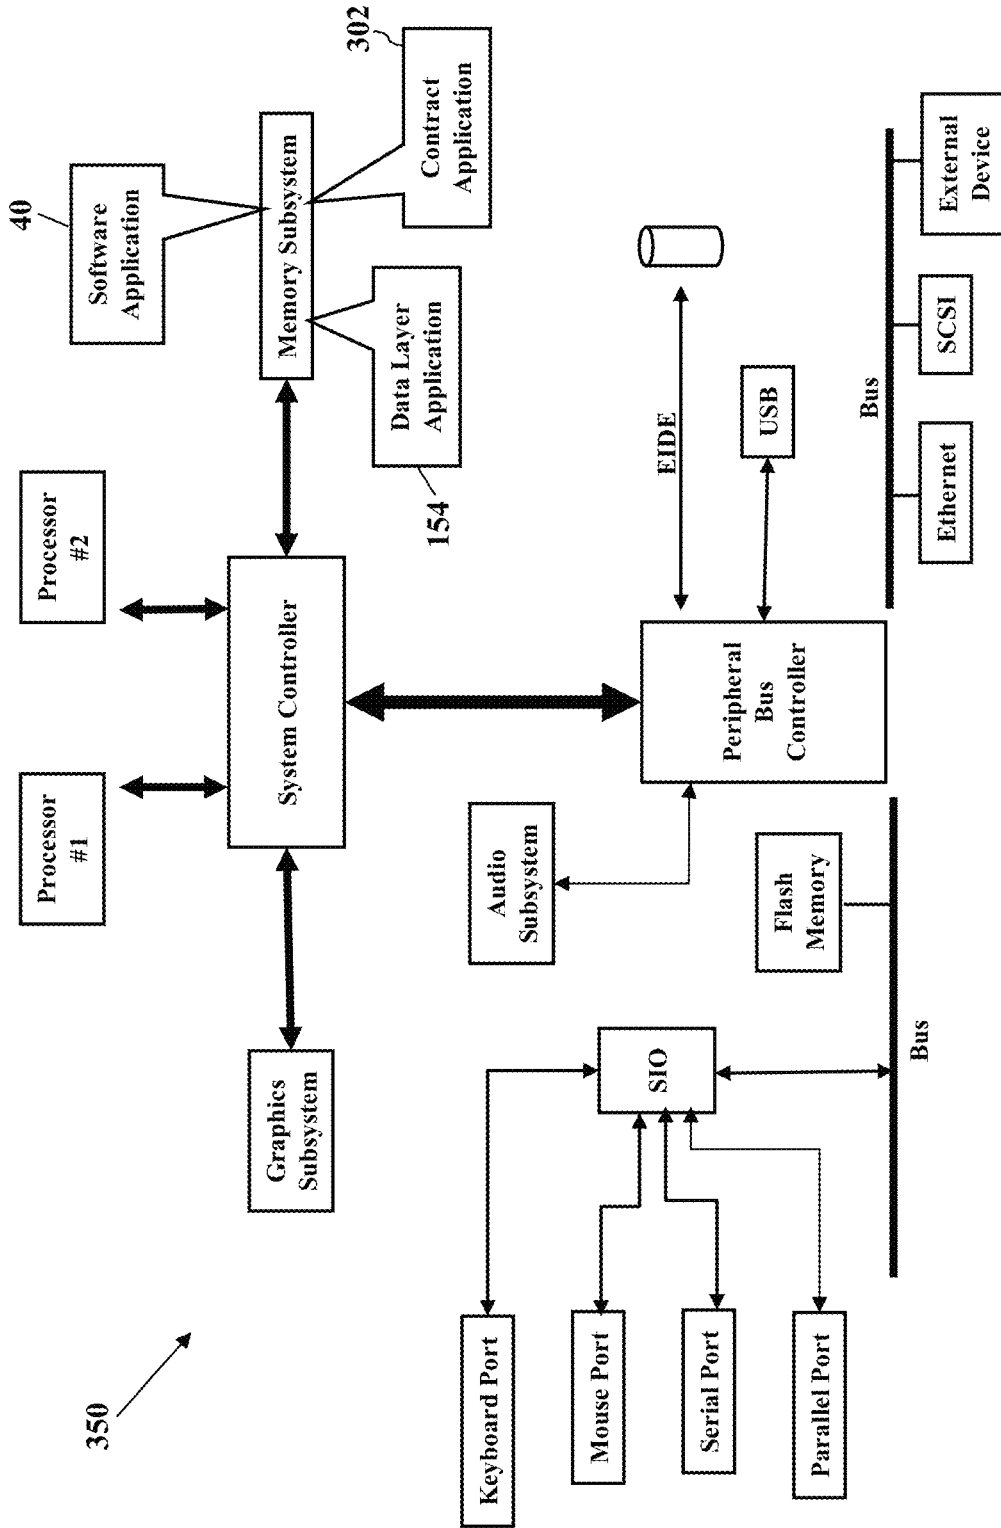 350
Processor
#1
Processor
#2
40
Software
Application
302
Contract
Application
Graphics
Subsystem
System Controller
Memory Subsystem
Data Layer
Application
154
Keyboard Port
Mouse Port
Serial Port
Parallel Port
SIO
Audio
Subsystem
Flash
Memory
Peripheral
Bus
Controller
EIDE
USB
Bus
Bus
Ethernet
SCSI
External
Device